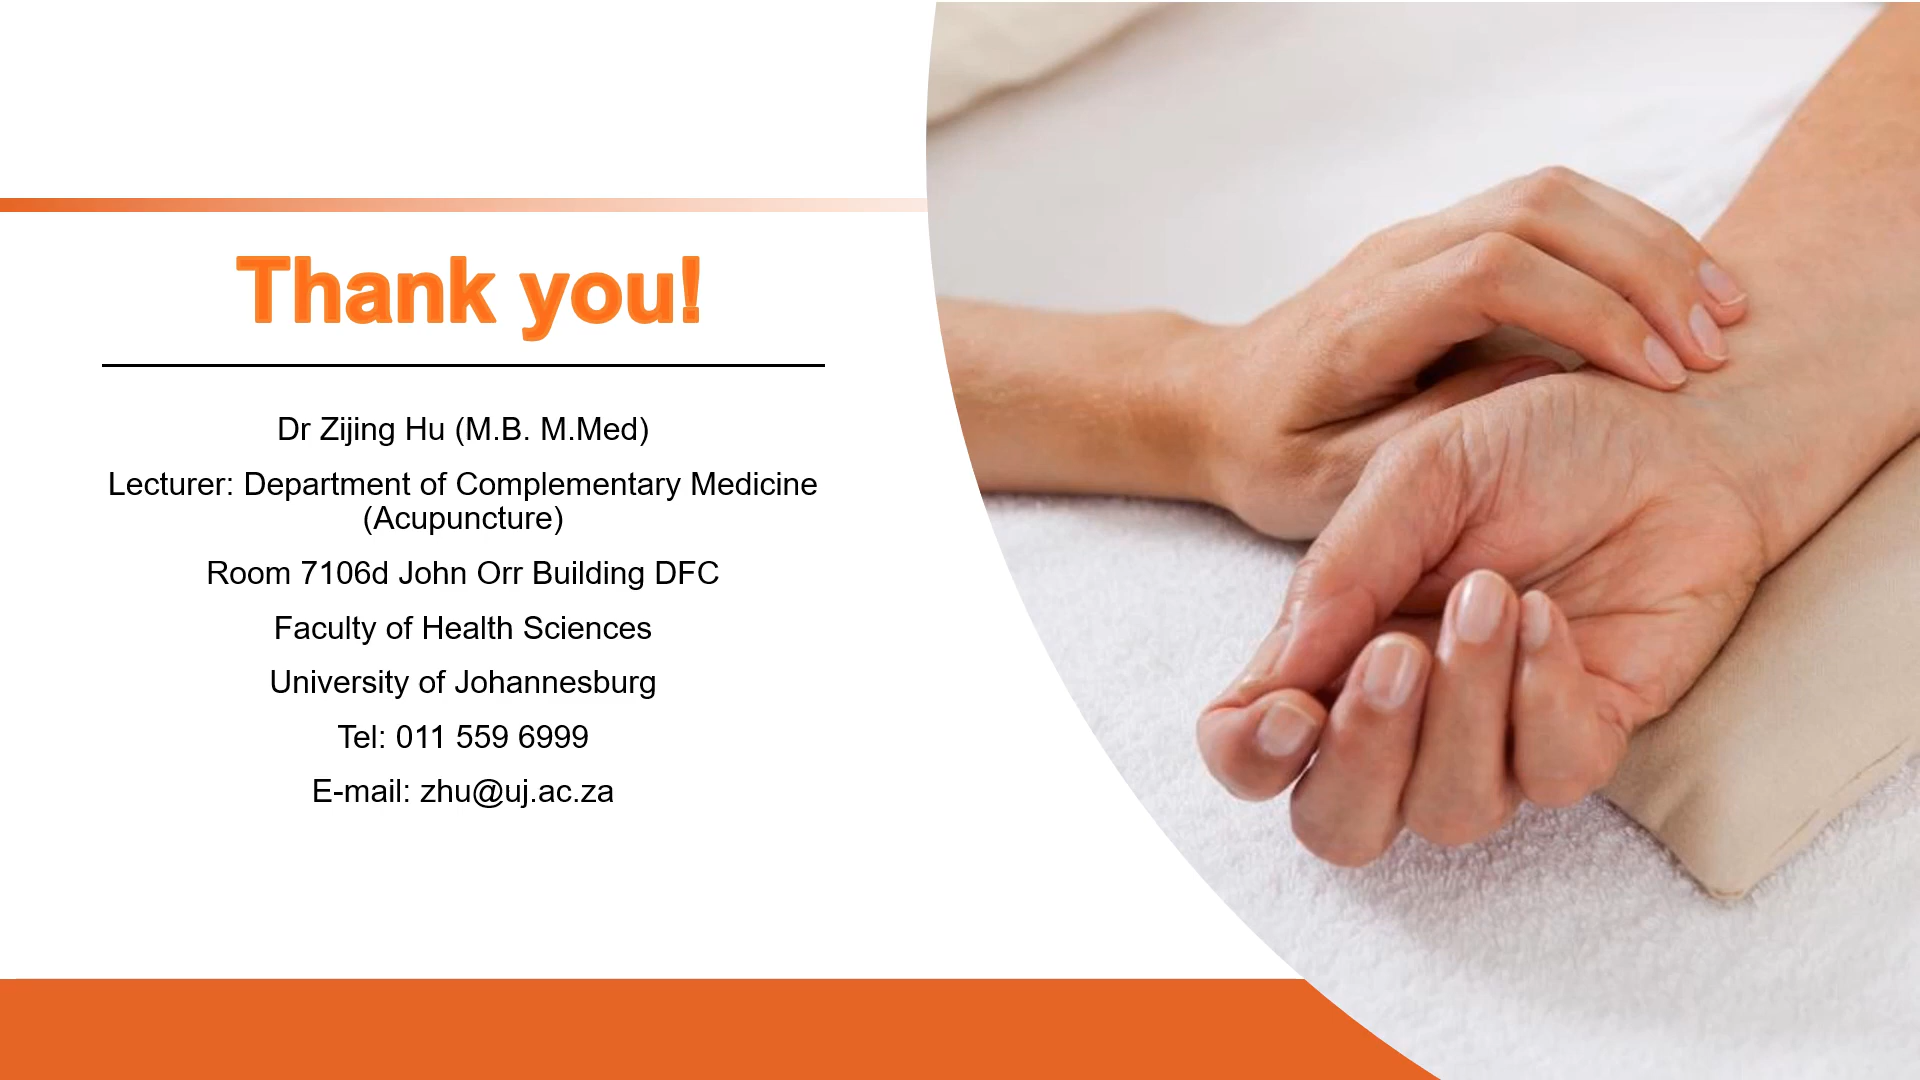 Thank you!
Dr Zijing Hu (M.B. M.Med)
Lecturer: Department of Complementary Medicine
(Acupuncture)
Room 7106d John Orr Building DFC
Faculty of Health Sciences
University of Johannesburg
Tel: 011 559 6999
E-mail: zhu@uj.ac.za